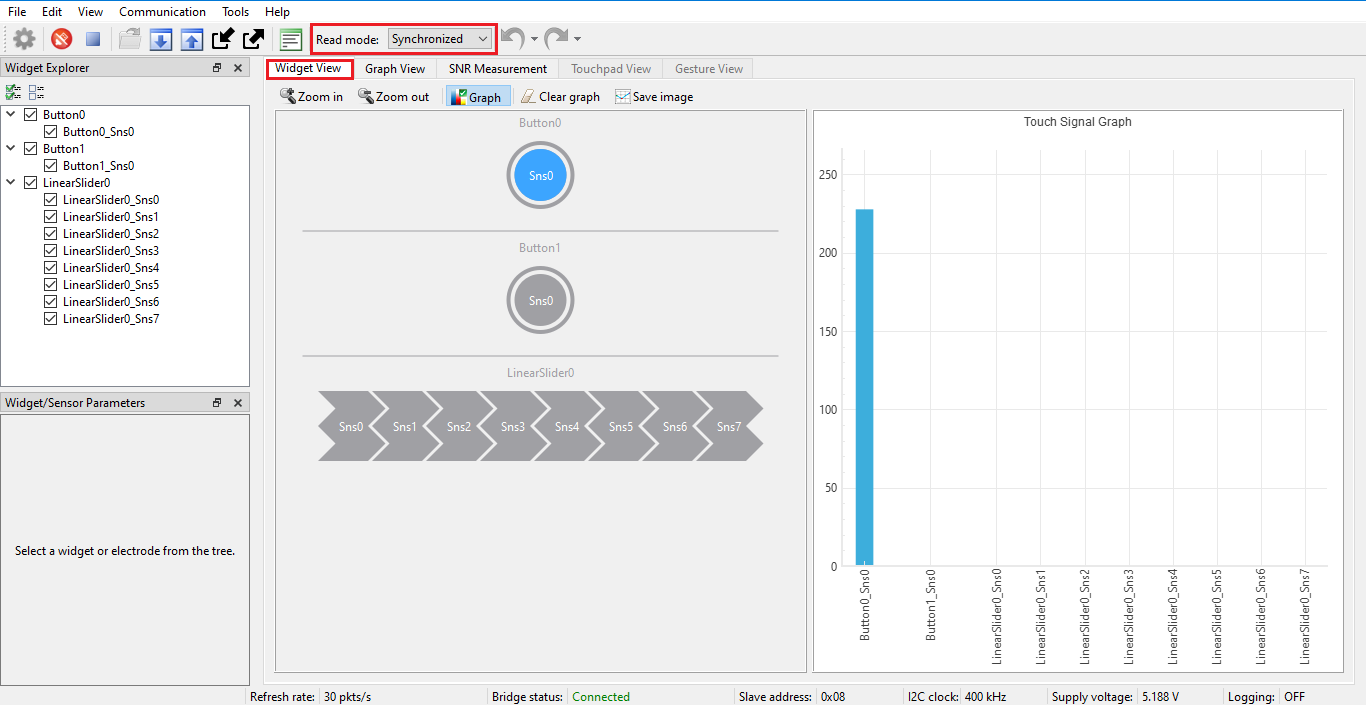 File Edit View Communication Tools Help
Read mode: Synchronized
Widget Explorer
Button0
Button0_Sns0
Button1
Button1_Sns0
LinearSlider0
LinearSlider0_Sns0
LinearSlider0_Sns1
LinearSlider0_Sns2
LinearSlider0_Sns3
LinearSlider0_Sns4
LinearSlider0_Sns5
LinearSlider0_Sns6
LinearSlider0_Sns7
Widget/Sensor Parameters
Select a widget or electrode from the tree.
Widget View Graph View SNR Measurement Touchpad View Gesture View
Zoom in Zoom out Graph Clear graph Save image
Button0
Sns0
Button1
Sns0
LinearSlider0
Sns0 Sns1 Sns2 Sns3 Sns4 Sns5 Sns6 Sns7
Touch Signal Graph
250
200
150
100
50
0
Button0_Sns0
Button1_Sns0
LinearSlider0_Sns0
LinearSlider0_Sns1
LinearSlider0_Sns2
LinearSlider0_Sns3
LinearSlider0_Sns4
LinearSlider0_Sns5
LinearSlider0_Sns6
LinearSlider0_Sns7
Refresh rate: 30 pkts/s Bridge status: Connected Slave address: 0x08 I2C clock: 400 kHz Supply voltage: 5.188 V Logging: OFF